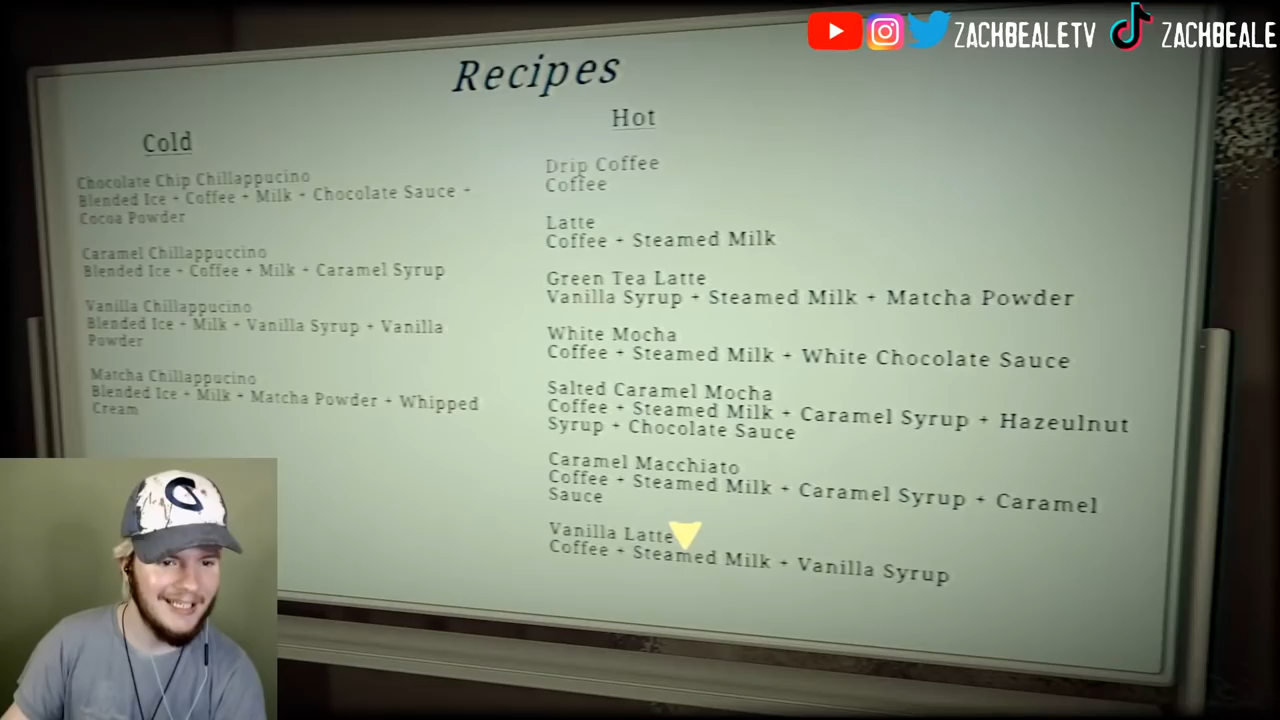 ZACHBEALETV ZACHBEALE
Recipes
Cold
Chocolate Chip Chillappucino
Blended Ice + Coffee + Milk + Chocolate Sauce +
Cocoa Powder
Caramel Chillappuccino
Blended Ice + Coffee + Milk + Caramel Syrup
Vanilla Chillappucino
Blended Ice + Milk + Vanilla Syrup + Vanilla
Powder
Matcha Chillappucino
Blended Ice + Milk + Matcha Powder + Whipped
Cream
Hot
Drip Coffee
Coffee
Latte
Coffee + Steamed Milk
Green Tea Latte
Vanilla Syrup + Steamed Milk + Matcha Powder
White Mocha
Coffee + Steamed Milk + White Chocolate Sauce
Salted Caramel Mocha
Coffee + Steamed Milk + Caramel Syrup + Hazeulnut
Syrup + Chocolate Sauce
Caramel Macchiato
Coffee + Steamed Milk + Caramel Syrup + Caramel
Sauce
Vanilla Latte
Coffee + Steamed Milk + Vanilla Syrup